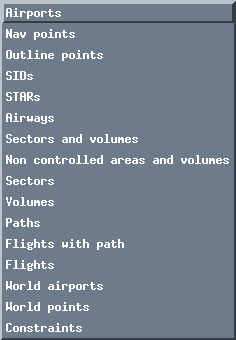 Airports
Nav points
Outline points
SIDs
STARs
Airways
Sectors and volumes
Non controlled areas and volumes
Sectors
Volumes
Paths
Flights with path
Flights
World airports
World points
Constraints